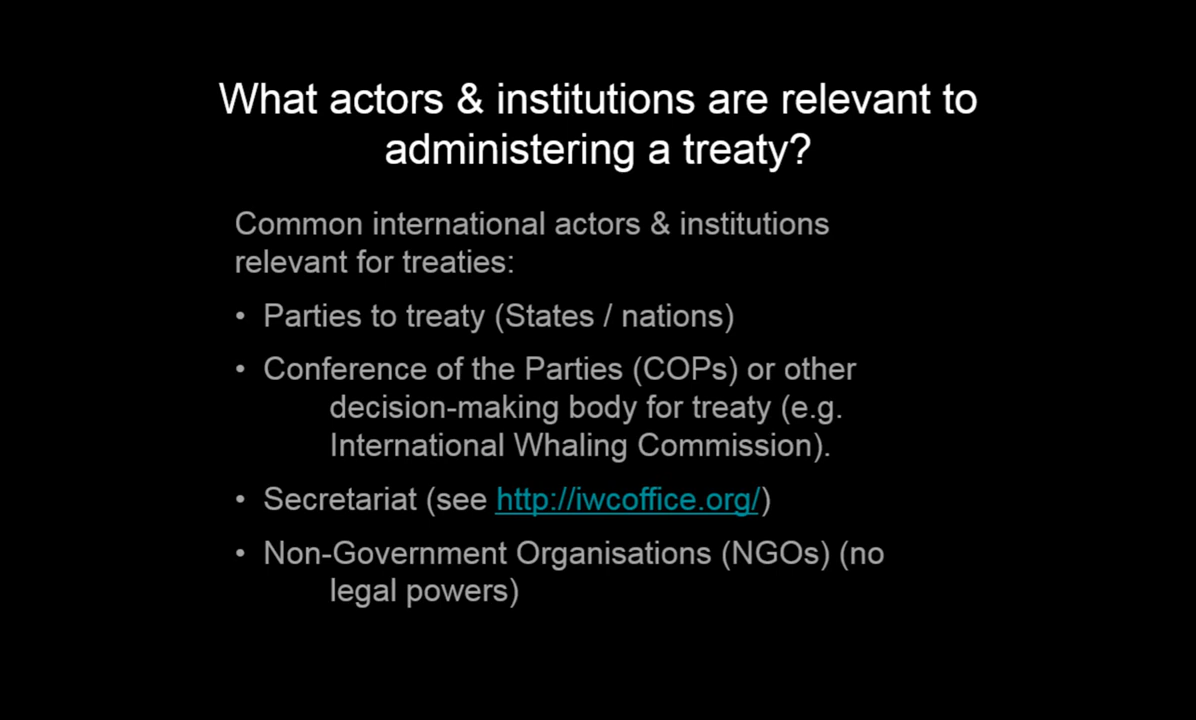 What actors & institutions are relevant to
administering a treaty?
Common international actors & institutions
relevant for treaties:
• Parties to treaty (States / nations)
• Conference of the Parties (COPs) or other
decision-making body for treaty (e.g.
International Whaling Commission).
• Secretariat (see http://iwcoffice.org/)
• Non-Government Organisations (NGOs) (no
legal powers)